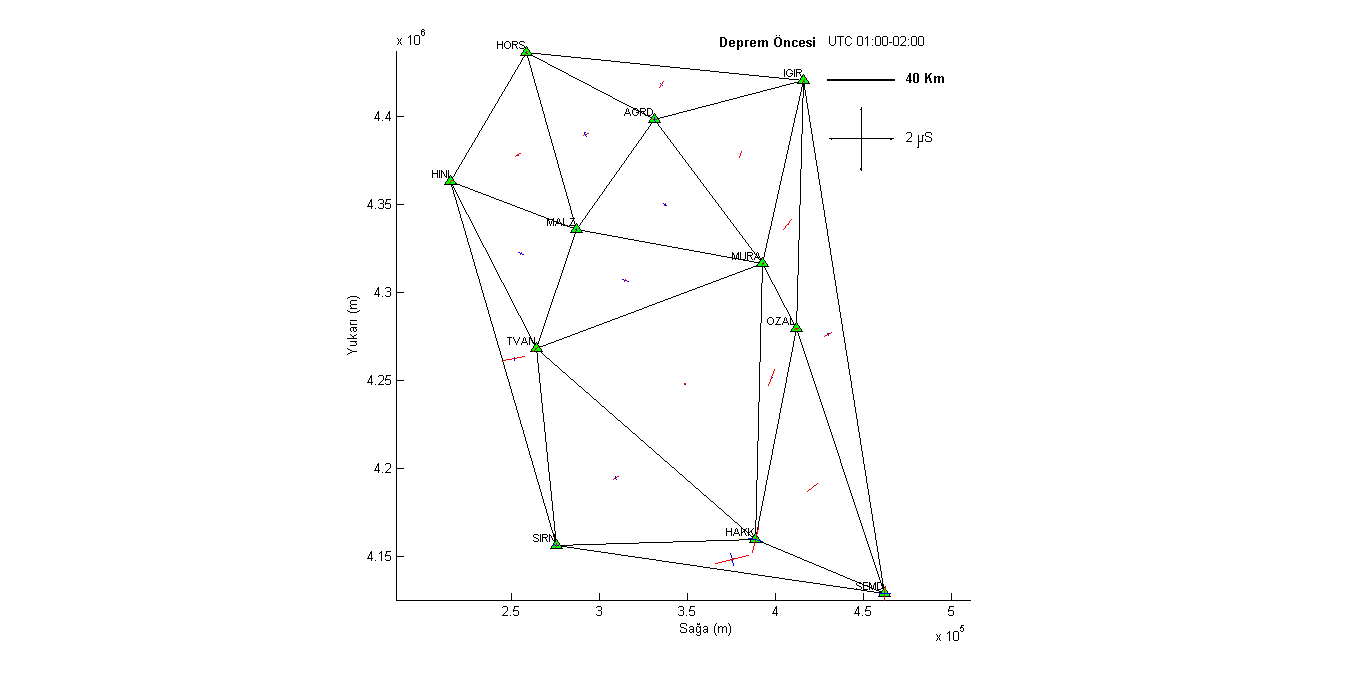 x 10^6
Deprem Öncesi UTC 01:00-02:00
HORS
IGIR
40 Km
AGRD
4.4
2 µS
HINI
4.35
MALZ
MURA
4.3
OZAL
Yukarı (m)
TVAN
4.25
4.2
SIRN
HAKK
4.15
SEMD
2.5 3 3.5 4 4.5 5
Sağa (m)
x 10^5